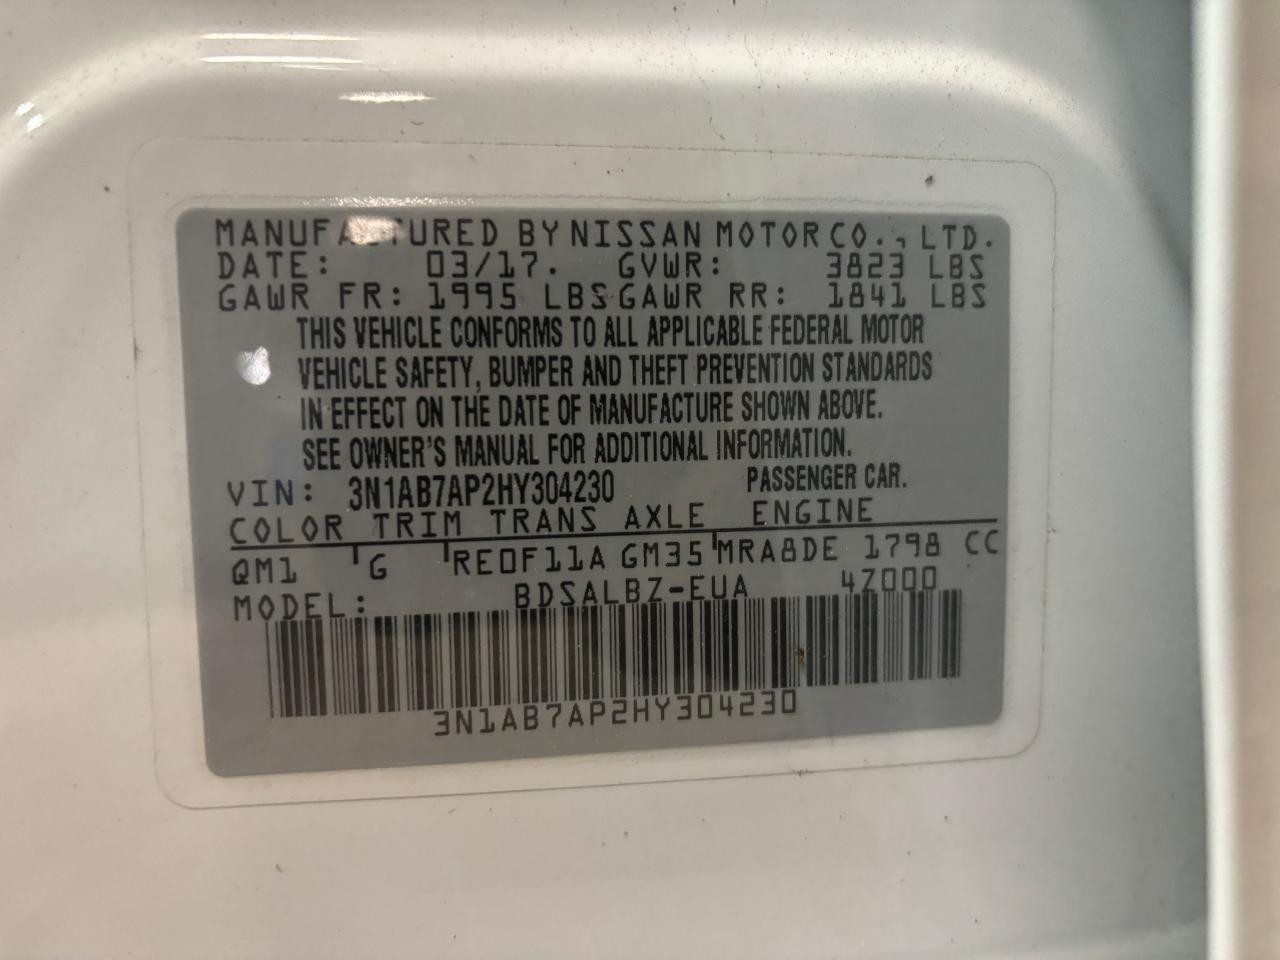 MANUFACTURED BY NISSAN MOTOR CO., LTD.
DATE: 03/17. GVWR: 3823 LBS
GAWR FR: 1995 LBS GAWR RR: 1841 LBS
THIS VEHICLE CONFORMS TO ALL APPLICABLE FEDERAL MOTOR
VEHICLE SAFETY, BUMPER AND THEFT PREVENTION STANDARDS
IN EFFECT ON THE DATE OF MANUFACTURE SHOWN ABOVE.
SEE OWNER'S MANUAL FOR ADDITIONAL INFORMATION.
VIN: 3N1AB7AP2HY304230 PASSENGER CAR.
COLOR TRIM TRANS AXLE ENGINE
QM1 G RE0F11A GM35 MRA8DE 1798 CC
MODEL: BDSALBZ-EUA 4Z000
3N1AB7AP2HY304230